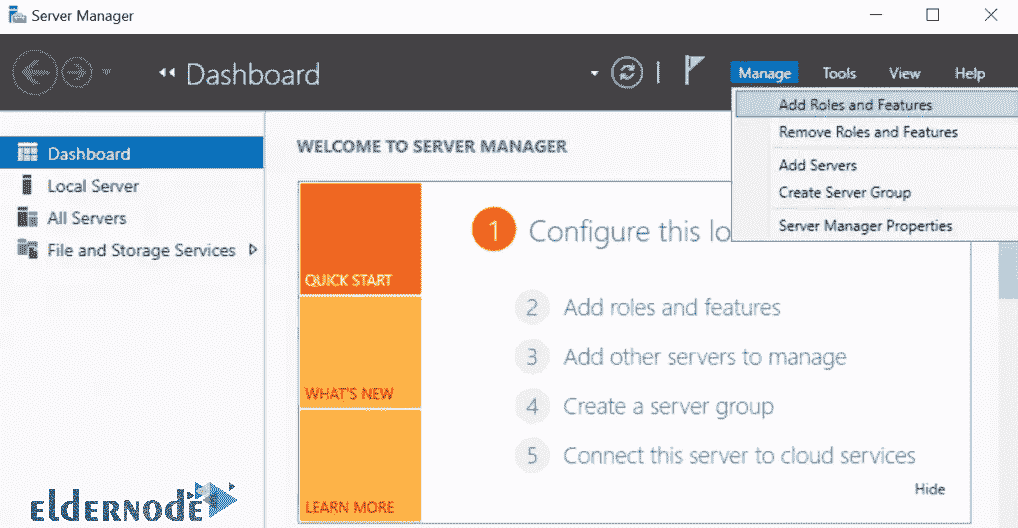 Server Manager
Dashboard
Manage Tools View Help
Add Roles and Features
Remove Roles and Features
Add Servers
Create Server Group
Server Manager Properties
Dashboard
Local Server
All Servers
File and Storage Services
WELCOME TO SERVER MANAGER
QUICK START
WHAT'S NEW
LEARN MORE
1 Configure this lo
2 Add roles and features
3 Add other servers to manage
4 Create a server group
5 Connect this server to cloud services
Hide
ELDERNODE